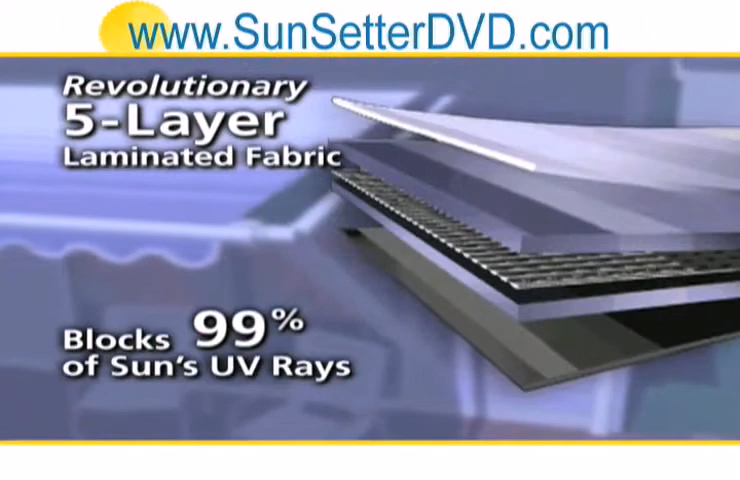 www.SunSetterDVD.com
Revolutionary
5-Layer
Laminated Fabric
Blocks 99%
of Sun's UV Rays